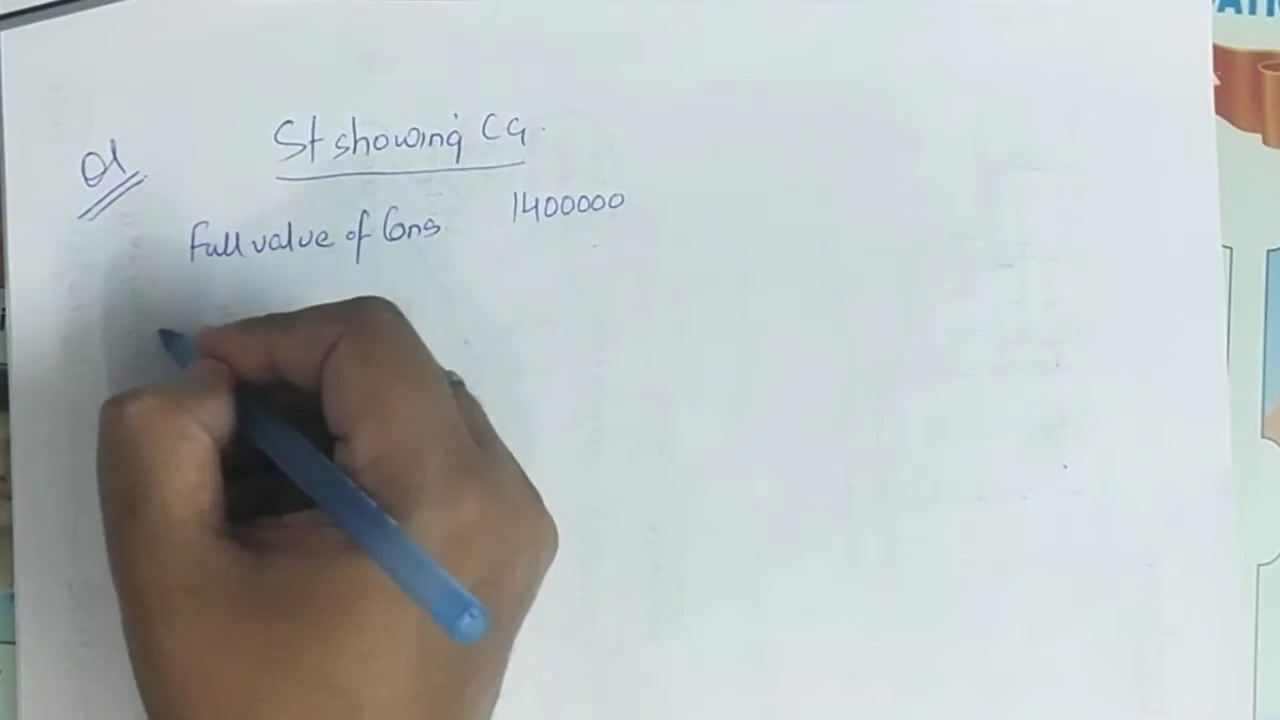 Q1
St showing CG.
Full value of Cons 1400000